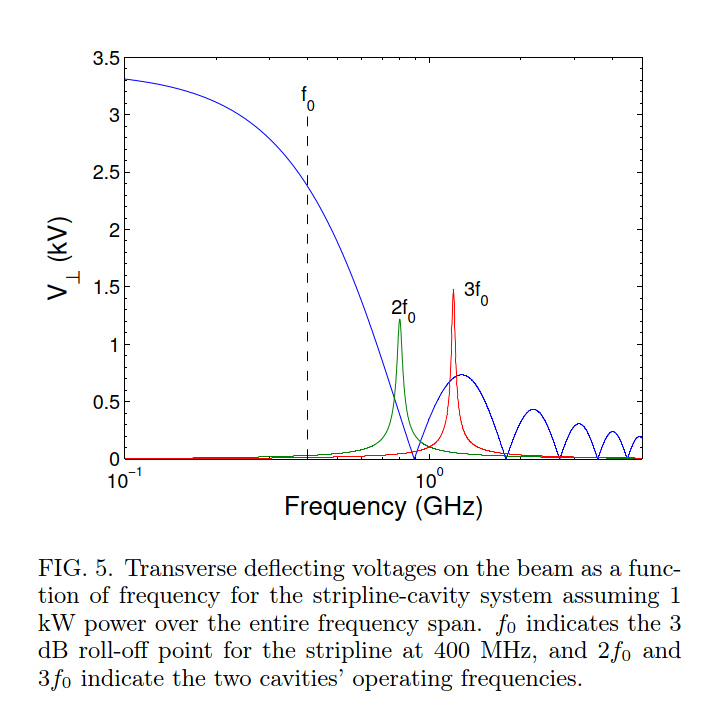 3.5
3
2.5
2
1.5
1
0.5
0
V⊥ (kV)
f₀
2f₀
3f₀
10⁻¹
10⁰
Frequency (GHz)
FIG. 5. Transverse deflecting voltages on the beam as a func-
tion of frequency for the stripline-cavity system assuming 1
kW power over the entire frequency span. f₀ indicates the 3
dB roll-off point for the stripline at 400 MHz, and 2f₀ and
3f₀ indicate the two cavities' operating frequencies.